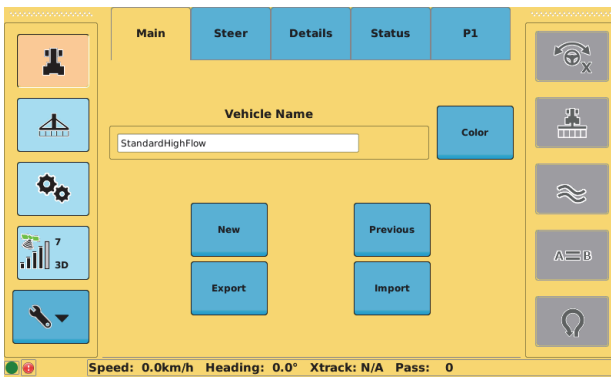 Main Steer Details Status P1
Vehicle Name
StandardHighFlow
Color
New Previous
Export Import
7
3D
X
A=B
Speed: 0.0km/h Heading: 0.0° Xtrack: N/A Pass: 0